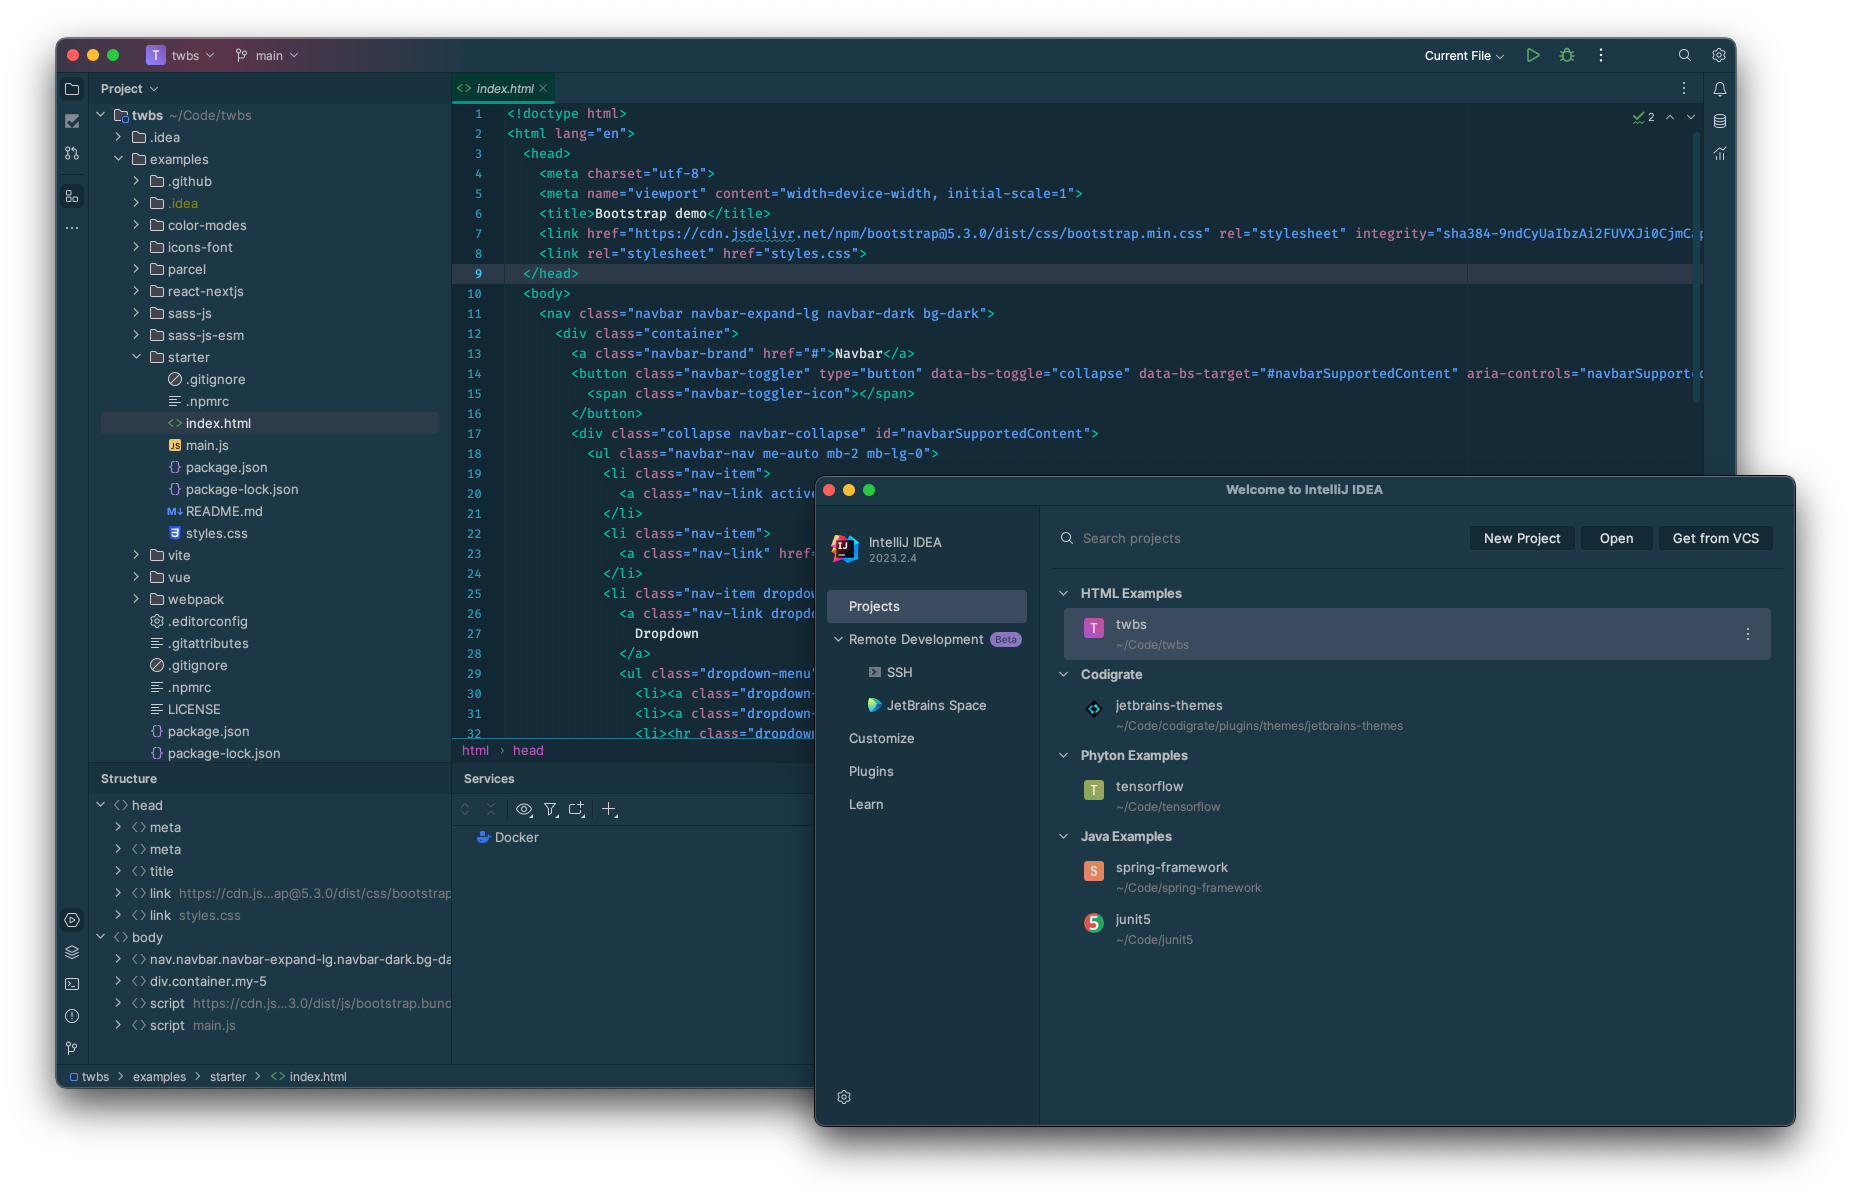 T twbs main
Current File
Project
twbs ~/Code/twbs
.idea
examples
.github
.idea
color-modes
icons-font
parcel
react-nextjs
sass-js
sass-js-esm
starter
.gitignore
.npmrc
index.html
JS main.js
package.json
package-lock.json
M↓ README.md
styles.css
vite
vue
webpack
.editorconfig
.gitattributes
.gitignore
.npmrc
LICENSE
package.json
package-lock.json
index.html
2
1 <!doctype html>
2 <html lang="en">
3 <head>
4 <meta charset="utf-8">
5 <meta name="viewport" content="width=device-width, initial-scale=1">
6 <title>Bootstrap demo</title>
7 <link href="https://cdn.jsdelivr.net/npm/bootstrap@5.3.0/dist/css/bootstrap.min.css" rel="stylesheet" integrity="sha384-9ndCyUaIbzAi2FUVXJi0CjmCap
8 <link rel="stylesheet" href="styles.css">
9 </head>
10 <body>
11 <nav class="navbar navbar-expand-lg navbar-dark bg-dark">
12 <div class="container">
13 <a class="navbar-brand" href="#">Navbar</a>
14 <button class="navbar-toggler" type="button" data-bs-toggle="collapse" data-bs-target="#navbarSupportedContent" aria-controls="navbarSupported
15 <span class="navbar-toggler-icon"></span>
16 </button>
17 <div class="collapse navbar-collapse" id="navbarSupportedContent">
18 <ul class="navbar-nav me-auto mb-2 mb-lg-0">
19 <li class="nav-item">
20 <a class="nav-link active
21 </li>
22 <li class="nav-item">
23 <a class="nav-link" href=
24 </li>
25 <li class="nav-item dropdow
26 <a class="nav-link dropdo
27 Dropdown
28 </a>
29 <ul class="dropdown-menu"
30 <li><a class="dropdown-
31 <li><a class="dropdown-
32 <li><hr class="dropdown
html › head
Structure
head
meta
meta
title
link https://cdn.js...ap@5.3.0/dist/css/bootstrap
link styles.css
body
nav.navbar.navbar-expand-lg.navbar-dark.bg-da
div.container.my-5
script https://cdn.js...3.0/dist/js/bootstrap.bund
script main.js
Services
Docker
twbs > examples > starter > index.html
Welcome to IntelliJ IDEA
IJ IntelliJ IDEA
2023.2.4
Projects
Remote Development Beta
SSH
JetBrains Space
Customize
Plugins
Learn
Search projects
New Project
Open
Get from VCS
HTML Examples
T twbs
~/Code/twbs
Codigrate
jetbrains-themes
~/Code/codigrate/plugins/themes/jetbrains-themes
Phyton Examples
T tensorflow
~/Code/tensorflow
Java Examples
S spring-framework
~/Code/spring-framework
5 junit5
~/Code/junit5